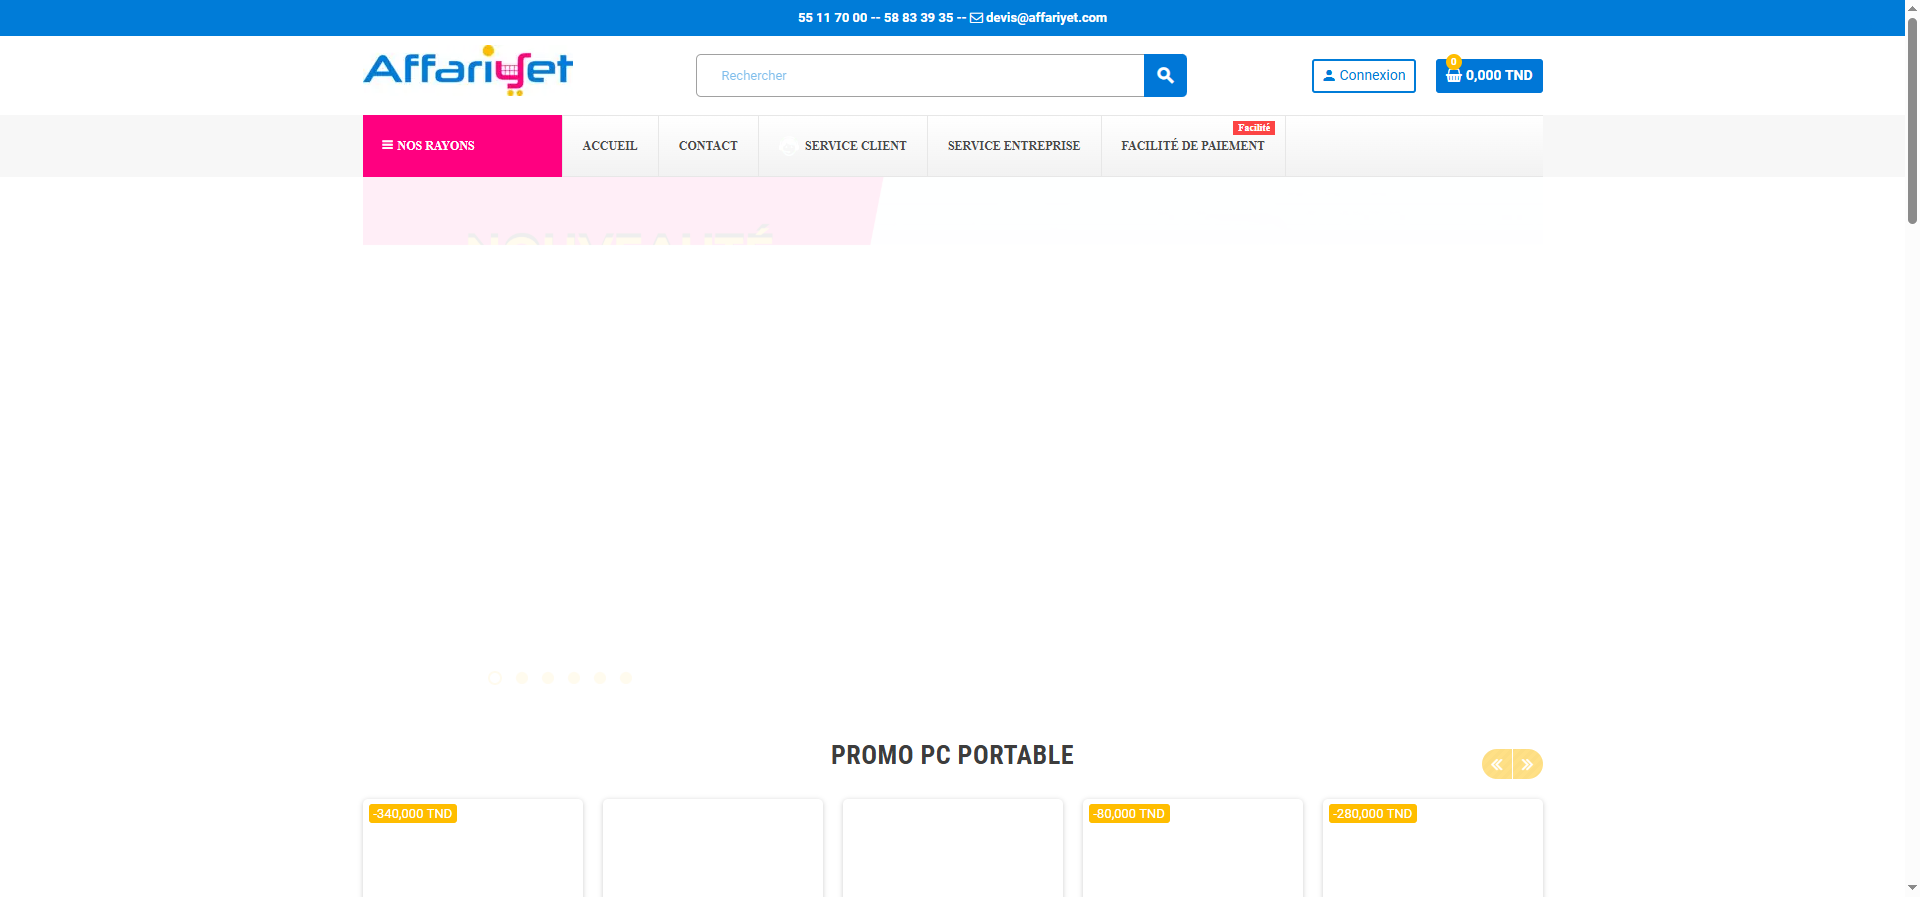 55 11 70 00 -- 58 83 39 35 -- devis@affariyet.com
Affariyet
Rechercher
Connexion
0
0,000 TND
NOS RAYONS
ACCUEIL
CONTACT
SERVICE CLIENT
SERVICE ENTREPRISE
Facilité
FACILITÉ DE PAIEMENT
NOUVEAUTÉ
PROMO PC PORTABLE
-340,000 TND
-80,000 TND
-280,000 TND